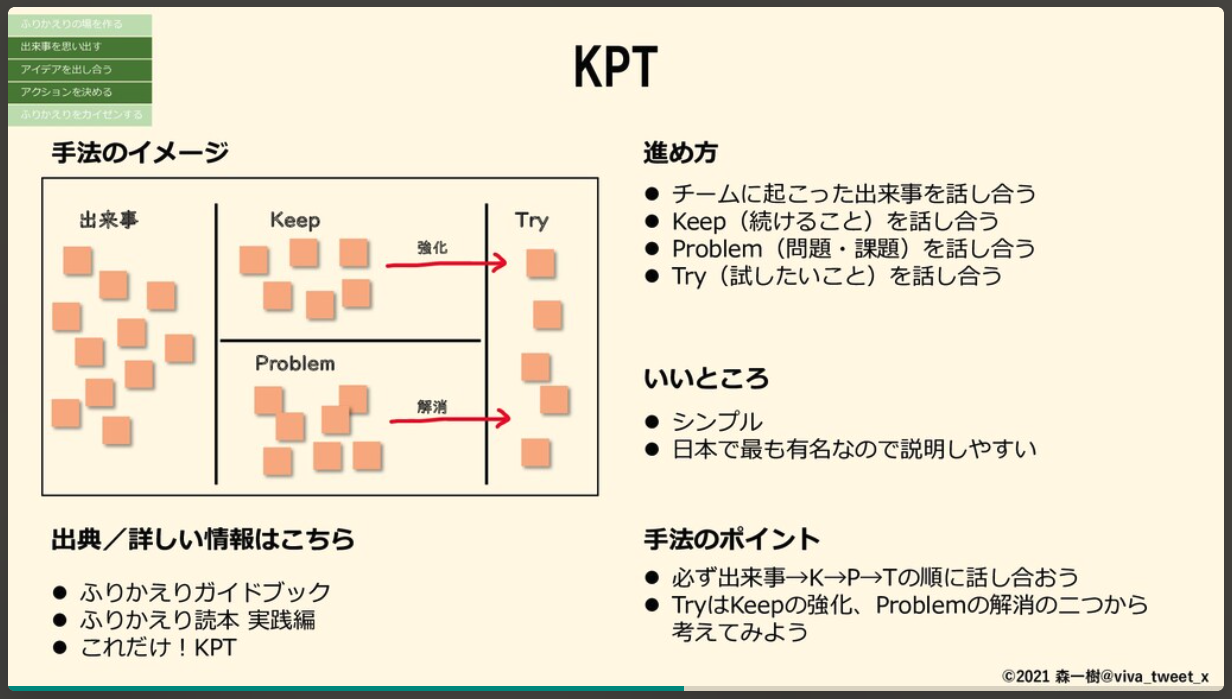 ふりかえりの場を作る
出来事を思い出す
アイデアを出し合う
アクションを決める
ふりかえりをカイゼンする
KPT
手法のイメージ
出来事
Keep
強化
Try
Problem
解消
進め方
● チームに起こった出来事を話し合う
● Keep（続けること）を話し合う
● Problem（問題・課題）を話し合う
● Try（試したいこと）を話し合う
いいところ
● シンプル
● 日本で最も有名なので説明しやすい
出典／詳しい情報はこちら
● ふりかえりガイドブック
● ふりかえり読本 実践編
● これだけ！KPT
手法のポイント
● 必ず出来事→K→P→Tの順に話し合おう
● TryはKeepの強化、Problemの解消の二つから
考えてみよう
©2021 森一樹@viva_tweet_x